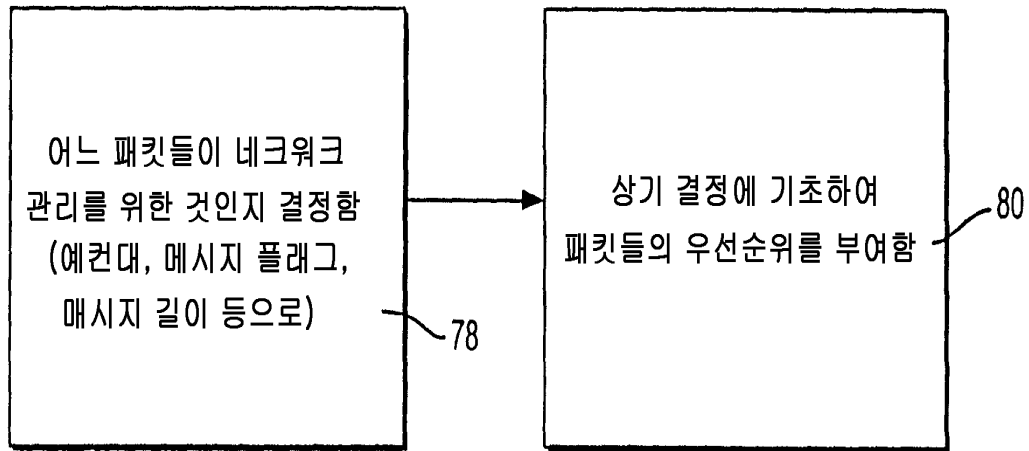 어느 패킷들이 네크워크
관리를 위한 것인지 결정함
(예컨대, 메시지 플래그,
매시지 길이 등으로)
78
상기 결정에 기초하여
패킷들의 우선순위를 부여함
80